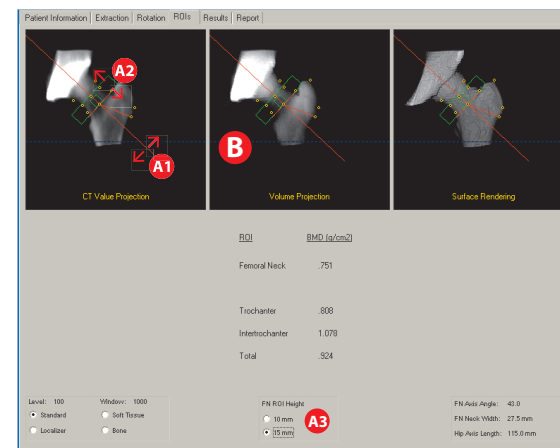 Patient Information Extraction Rotation ROIs Results Report
A2
A1
B
CT Value Projection
Volume Projection
Surface Rendering
ROI BMD (g/cm2)
Femoral Neck .751
Trochanter .808
Intertrochanter 1.078
Total .924
Level: 100 Window: 1000
Standard Soft Tissue
Localizer Bone
FN ROI Height
10 mm
15 mm
A3
FN Axis Angle: 43.0
FN Neck Width: 27.5 mm
Hip Axis Length: 115.0 mm